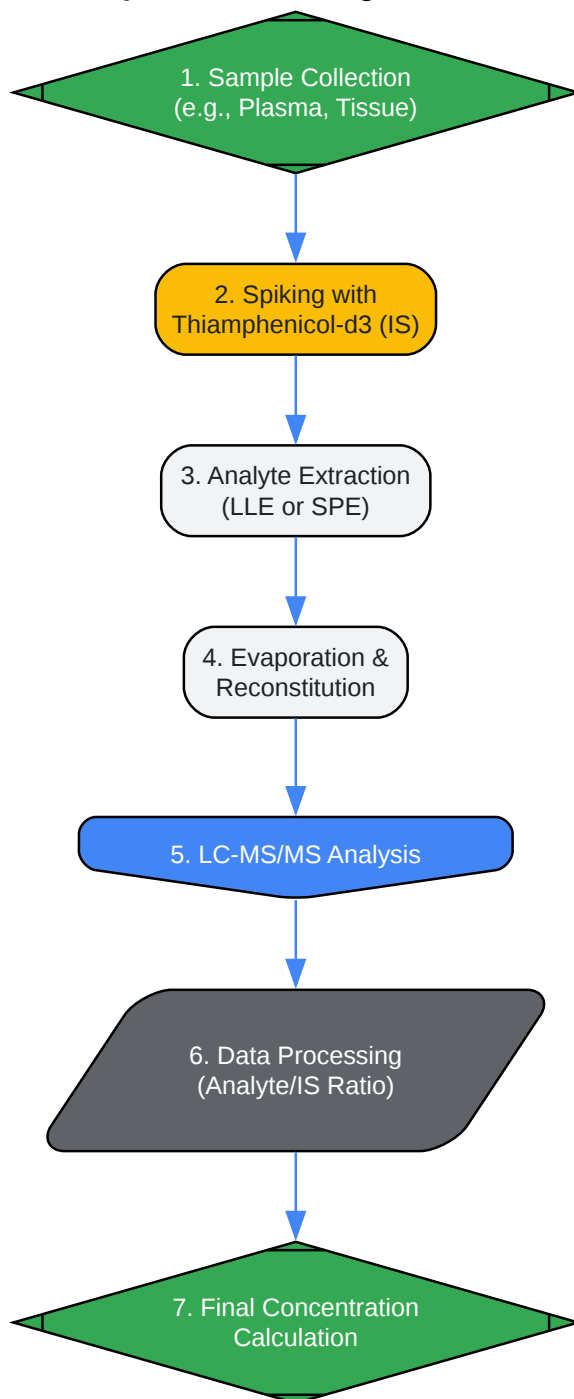 1. Sample Collection
(e.g., Plasma, Tissue)
2. Spiking with
Thiamphenicol-d3 (IS)
3. Analyte Extraction
(LLE or SPE)
4. Evaporation &
Reconstitution
5. LC-MS/MS Analysis
6. Data Processing
(Analyte/IS Ratio)
7. Final Concentration
Calculation